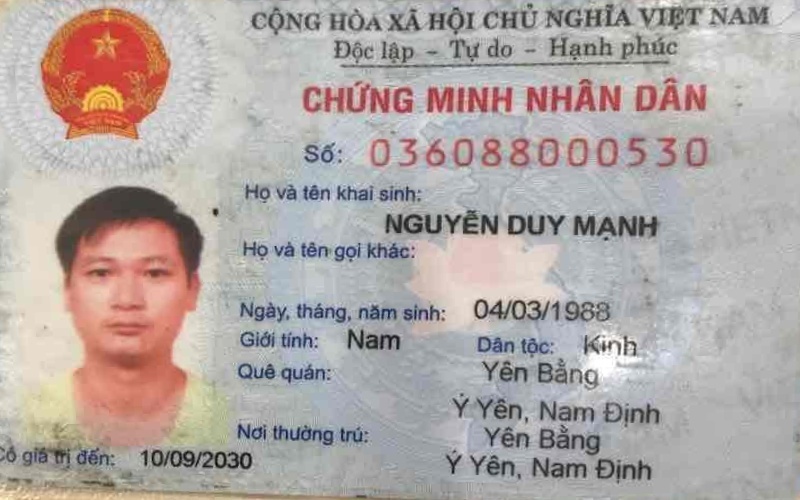 CỘNG HÒA XÃ HỘI CHỦ NGHĨA VIỆT NAM
Độc lập - Tự do - Hạnh phúc
CHỨNG MINH NHÂN DÂN
Số: 036088000530
Họ và tên khai sinh:
NGUYỄN DUY MẠNH
Họ và tên gọi khác:
Ngày, tháng, năm sinh: 04/03/1988
Giới tính: Nam Dân tộc: Kinh
Quê quán: Yên Bằng
Ý Yên, Nam Định
Nơi thường trú: Yên Bằng
Ý Yên, Nam Định
Có giá trị đến: 10/09/2030